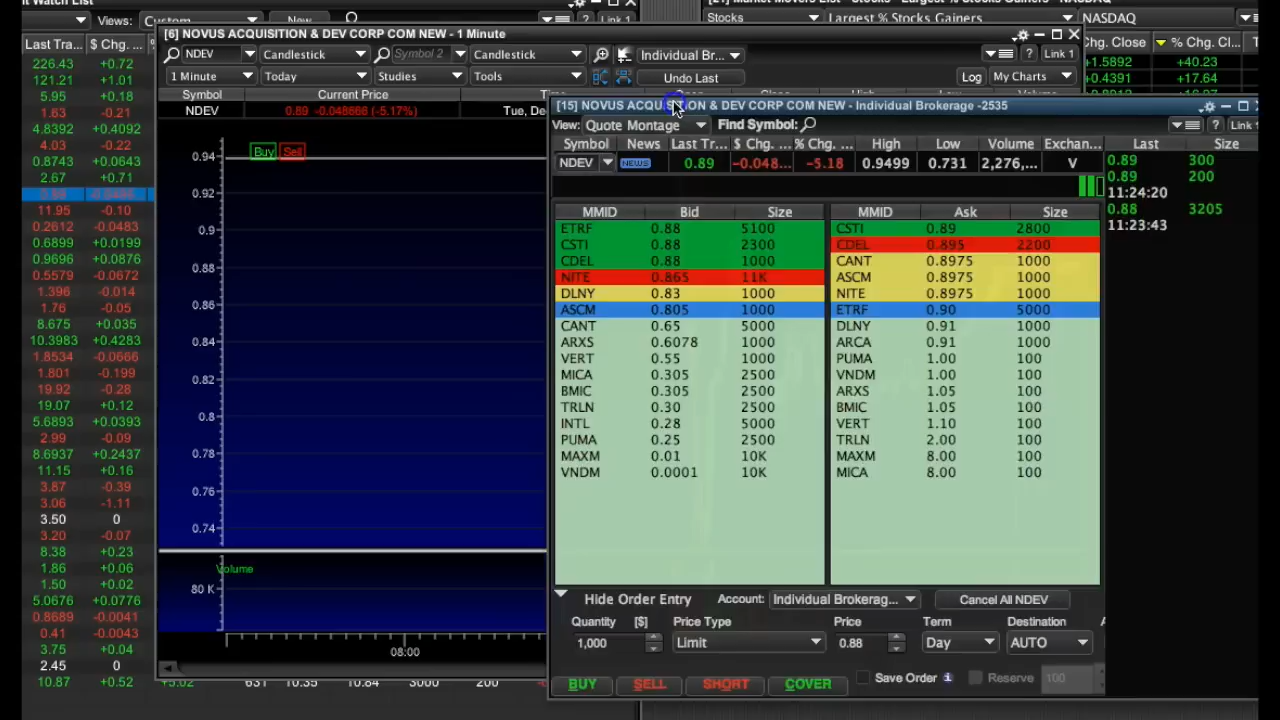 Views: Custom
New
Link 1
Stocks
Largest % Stocks Gainers
NASDAQ
Last Tra...
$ Chg. ...
226.43 +0.72
121.21 +1.01
5.95 +0.18
1.63 -0.21
4.8392 +0.4092
4.03 -0.22
0.8743 +0.0643
2.67 +0.71
11.95 -0.10
0.2612 -0.0483
0.6899 +0.0199
0.9696 +0.0876
0.5579 -0.0672
1.396 -0.014
1.76 -0.05
8.675 +0.035
10.3983 +0.4283
1.8534 -0.0666
1.801 -0.199
19.92 -0.28
19.07 +0.12
5.6893 +0.0393
2.99 -0.09
8.6937 +0.2437
11.15 +0.16
3.87 -0.39
3.06 -1.11
3.50 0
3.20 -0.07
8.38 +0.23
1.86 +0.06
1.50 +0.02
5.0676 +0.0776
0.8689 -0.0041
0.41 -0.0043
3.75 +0.04
2.45 0
10.87 +0.52
[6] NOVUS ACQUISITION & DEV CORP COM NEW - 1 Minute
NDEV Candlestick Symbol 2 Candlestick Individual Br... Link 1
1 Minute Today Studies Tools Undo Last Log My Charts
Symbol Current Price
NDEV 0.89 -0.048666 (-5.17%) Tue, De
Buy Sell
0.94
0.92
0.9
0.88
0.86
0.84
0.82
0.8
0.78
0.76
0.74
Volume
80 K
08:00
Chg. Close % Chg. Cl...
+1.5892 +40.23
+0.4391 +17.64
[15] NOVUS ACQUISITION & DEV CORP COM NEW - Individual Brokerage -2535
View: Quote Montage Find Symbol: Link
Symbol News Last Tr... $ Chg. ... % Chg. ... High Low Volume Exchan...
NDEV NEWS 0.89 -0.048... -5.18 0.9499 0.731 2,276,... V
Last Size
0.89 300
0.89 200
11:24:20
0.88 3205
11:23:43
MMID Bid Size MMID Ask Size
ETRF 0.88 5100 CSTI 0.89 2800
CSTI 0.88 2300 CDEL 0.895 2200
CDEL 0.88 1000 CANT 0.8975 1000
NITE 0.865 11K ASCM 0.8975 1000
DLNY 0.83 1000 NITE 0.8975 1000
ASCM 0.805 1000 ETRF 0.90 5000
CANT 0.65 5000 DLNY 0.91 1000
ARXS 0.6078 1000 ARCA 0.91 1000
VERT 0.55 1000 PUMA 1.00 100
MICA 0.305 2500 VNDM 1.00 100
BMIC 0.305 2500 ARXS 1.05 100
TRLN 0.30 2500 BMIC 1.05 100
INTL 0.28 5000 VERT 1.10 100
PUMA 0.25 2500 TRLN 2.00 100
MAXM 0.01 10K MAXM 8.00 100
VNDM 0.0001 10K MICA 8.00 100
Hide Order Entry Account: Individual Brokerag... Cancel All NDEV
Quantity [$] Price Type Price Term Destination
1,000 Limit 0.88 Day AUTO
BUY SELL SHORT COVER Save Order Reserve 100